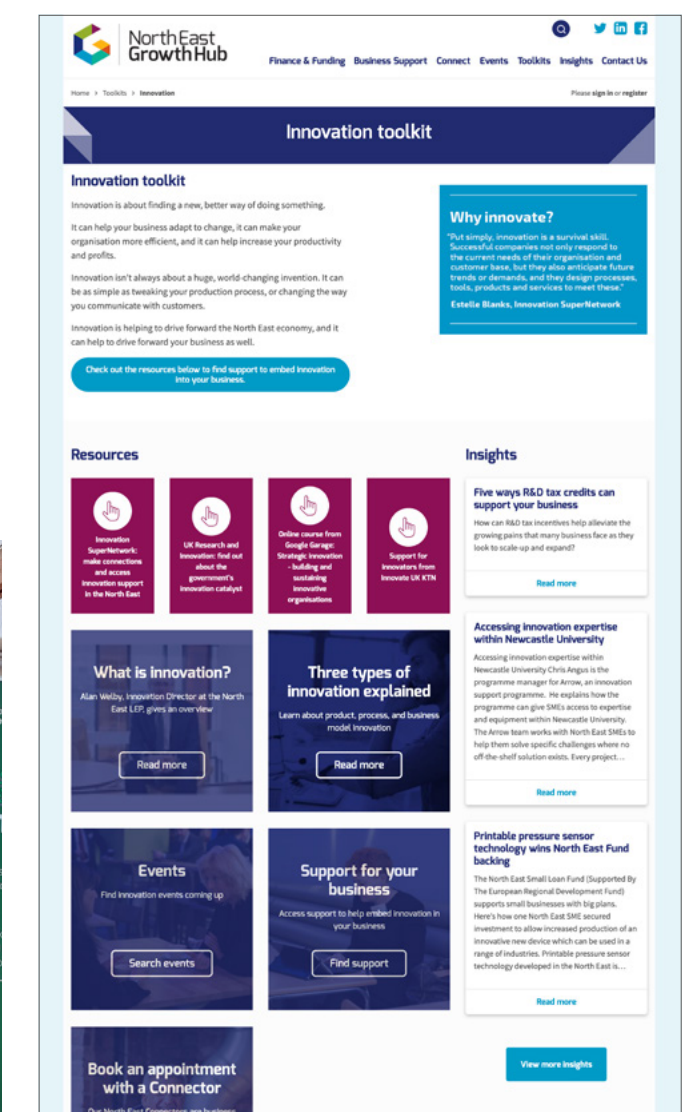 North East
Growth Hub
Finance & Funding Business Support Connect Events Toolkits Insights Contact Us
Home > Toolkits > Innovation
Please sign in or register
Innovation toolkit
Innovation toolkit
Innovation is about finding a new, better way of doing something.
It can help your business adapt to change, it can make your
organisation more efficient, and it can help increase your productivity
and profits.
Innovation isn't always about a huge, world-changing invention. It can
be as simple as tweaking your production process, or changing the way
you communicate with customers.
Innovation is helping to drive forward the North East economy, and it
can help to drive forward your business as well.
Check out the resources below to find support to embed innovation
into your business.
Why innovate?
"Put simply, innovation is a survival skill.
Successful companies not only respond to
the current needs of their organisation and
customer base, but they also anticipate future
trends or demands, and they design processes,
tools, products and services to meet these."
Estelle Blanks, Innovation SuperNetwork
Resources
Innovation
SuperNetwork:
make connections
and access
innovation support
in the North East
UK Research and
Innovation: find out
about the
government's
innovation catalyst
Online course from
Google Garage:
Strategic Innovation
- building and
sustaining
innovative
organisations
Support for
innovators from
Innovate UK KTN
What is innovation?
Alan Welby, Innovation Director at the North
East LEP, gives an overview
Read more
Three types of
innovation explained
Learn about product, process, and business
model innovation
Read more
Events
Find innovation events coming up
Search events
Support for your
business
Access support to help embed innovation in
your business
Find support
Book an appointment
with a Connector
Our North East Connectors are business
Insights
Five ways R&D tax credits can
support your business
How can R&D tax incentives help alleviate the
growing pains that many business face as they
look to scale-up and expand?
Read more
Accessing innovation expertise
within Newcastle University
Accessing innovation expertise within
Newcastle University Chris Angus is the
programme manager for Arrow, an innovation
support programme. He explains how the
programme can give SMEs access to expertise
and equipment within Newcastle University.
The Arrow team works with North East SMEs to
help them solve specific challenges where no
off-the-shelf solution exists. Every project...
Read more
Printable pressure sensor
technology wins North East Fund
backing
The North East Small Loan Fund (Supported By
The European Regional Development Fund)
supports small businesses with big plans.
Here's how one North East SME secured
investment to allow increased production of an
innovative new device which can be used in a
range of industries. Printable pressure sensor
technology developed in the North East is...
Read more
View more insights